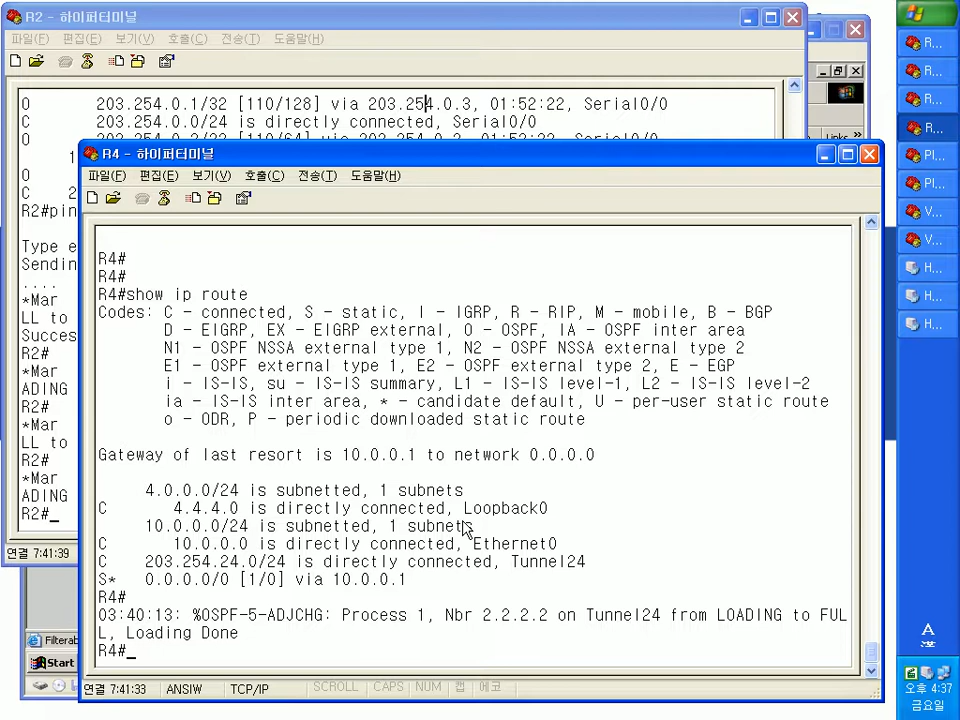 R2 - 하이퍼터미널
파일(F) 편집(E) 보기(V) 호출(C) 전송(T) 도움말(H)
O 203.254.0.1/32 [110/128] via 203.254.0.3, 01:52:22, Serial0/0
C 203.254.0.0/24 is directly connected, Serial0/0
O
1
O
C 2
R2#pin
Type e
Sending
....
*Mar
LL to
Succes
R2#
*Mar
ADING
R2#
*Mar
LL to
R2#
*Mar
ADING
R2#_
연결 7:41:39
R4 - 하이퍼터미널
파일(F) 편집(E) 보기(V) 호출(C) 전송(T) 도움말(H)
R4#
R4#
R4#show ip route
Codes: C - connected, S - static, I - IGRP, R - RIP, M - mobile, B - BGP
D - EIGRP, EX - EIGRP external, O - OSPF, IA - OSPF inter area
N1 - OSPF NSSA external type 1, N2 - OSPF NSSA external type 2
E1 - OSPF external type 1, E2 - OSPF external type 2, E - EGP
i - IS-IS, su - IS-IS summary, L1 - IS-IS level-1, L2 - IS-IS level-2
ia - IS-IS inter area, * - candidate default, U - per-user static route
o - ODR, P - periodic downloaded static route
Gateway of last resort is 10.0.0.1 to network 0.0.0.0
4.0.0.0/24 is subnetted, 1 subnets
C 4.4.4.0 is directly connected, Loopback0
10.0.0.0/24 is subnetted, 1 subnets
C 10.0.0.0 is directly connected, Ethernet0
C 203.254.24.0/24 is directly connected, Tunnel24
S* 0.0.0.0/0 [1/0] via 10.0.0.1
R4#
03:40:13: %OSPF-5-ADJCHG: Process 1, Nbr 2.2.2.2 on Tunnel24 from LOADING to FUL
L, Loading Done
R4#_
연결 7:41:33 ANSIW TCP/IP SCROLL CAPS NUM 캡 에코
Links »
Filterab
Start
R...
R...
R...
R...
Pl...
Pl...
V...
V...
H...
H...
H...
A
漢
오후 4:37
금요일